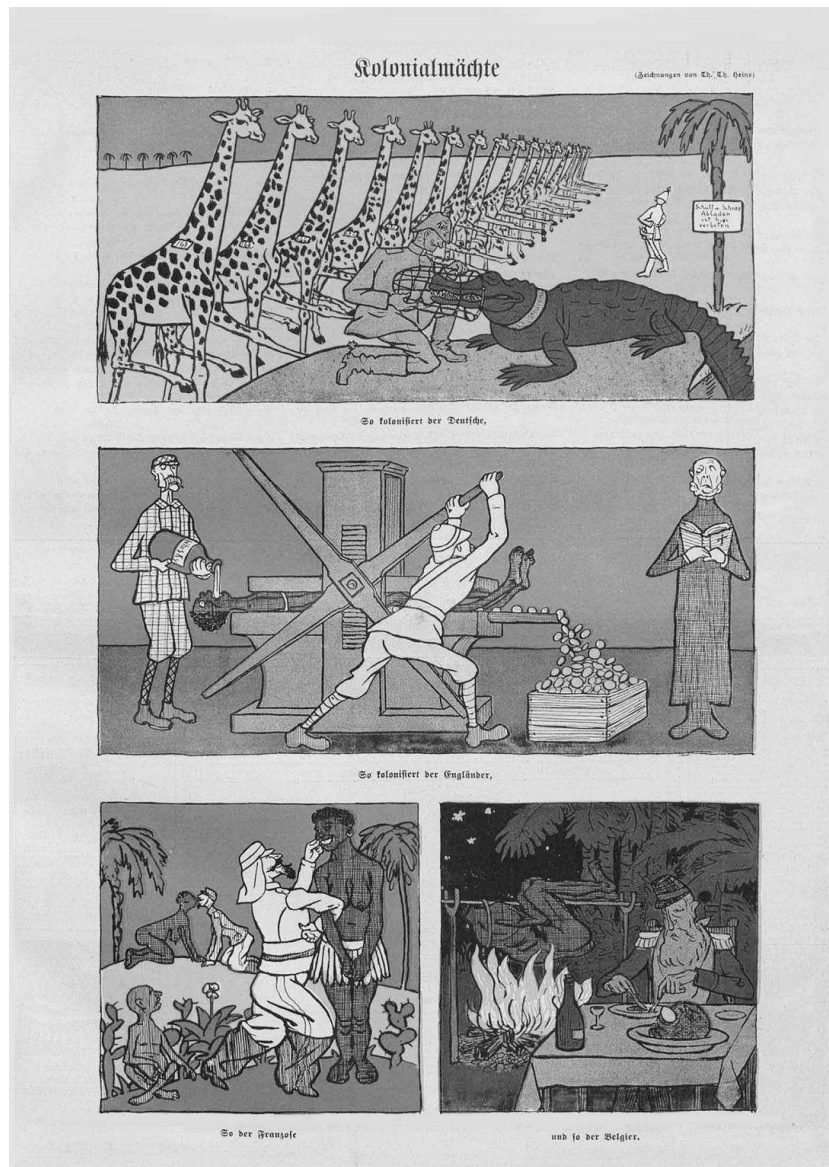 Kolonialmächte
(Zeichnungen von Th. Th. Heine)
Schutt u. Schnee
Abladen
ist hier
verboten
So kolonisiert der Deutsche,
So kolonisiert der Engländer,
So der Franzose
und so der Belgier.